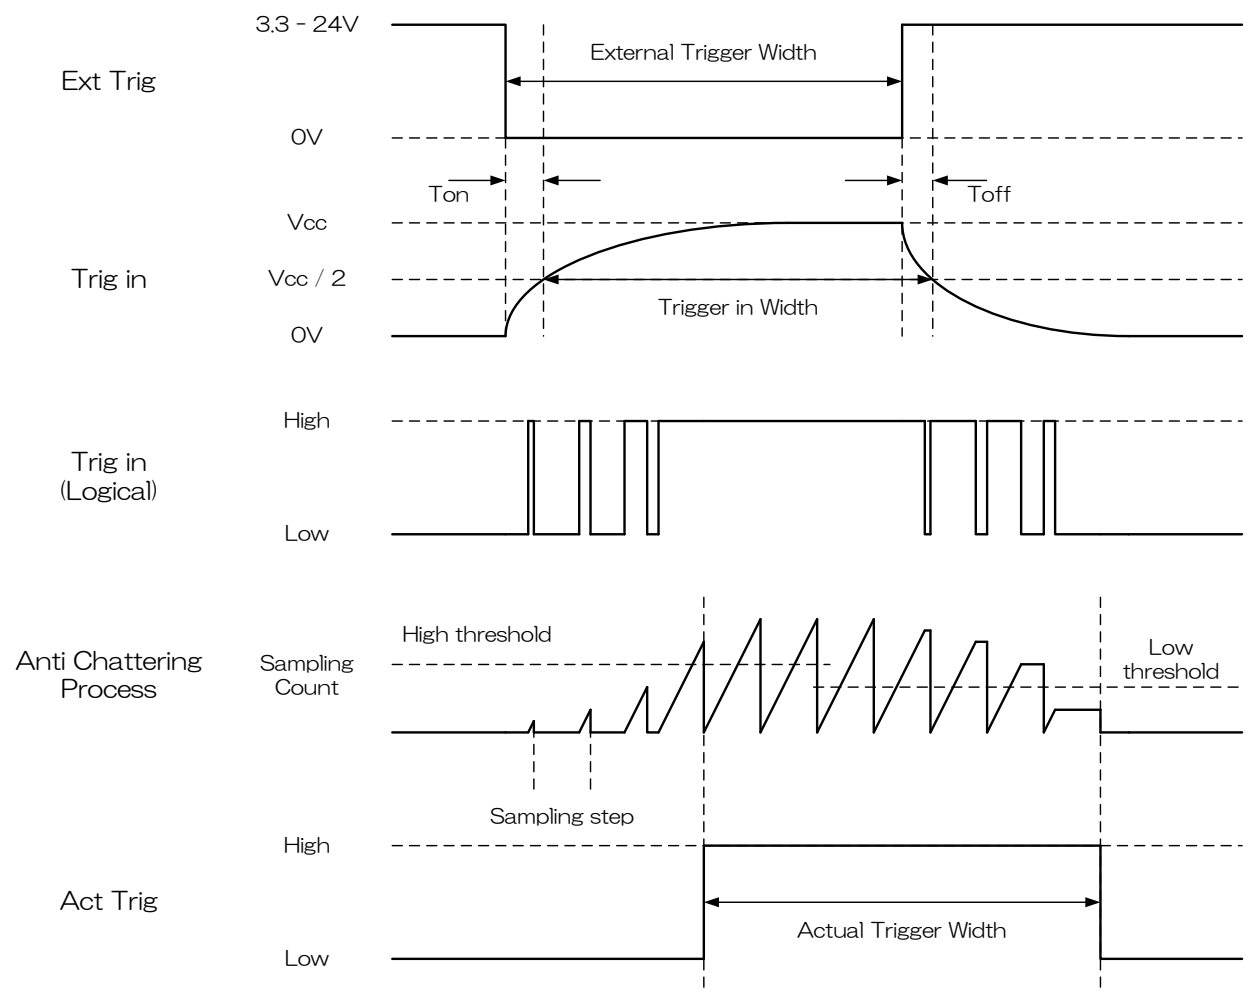 3.3 - 24V
External Trigger Width
Ext Trig
0V
Ton
Toff
Vcc
Trig in
Vcc / 2
Trigger in Width
0V
High
Trig in
(Logical)
Low
High threshold
Low
threshold
Anti Chattering
Process
Sampling
Count
Sampling step
High
Act Trig
Actual Trigger Width
Low